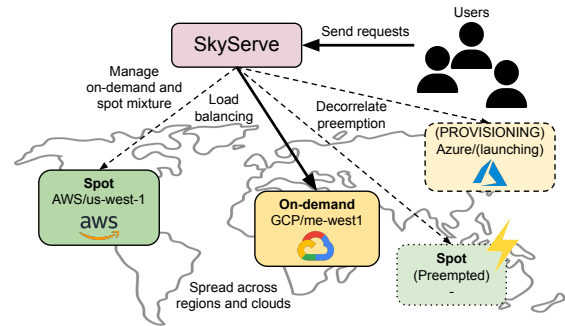 Users
Send requests
SkyServe
Manage
on-demand and
spot mixture
Load
balancing
Decorrelate
preemption
(PROVISIONING)
Azure/(launching)
Spot
AWS/us-west-1
aws
On-demand
GCP/me-west1
Spot
(Preempted)
-
Spread across
regions and clouds